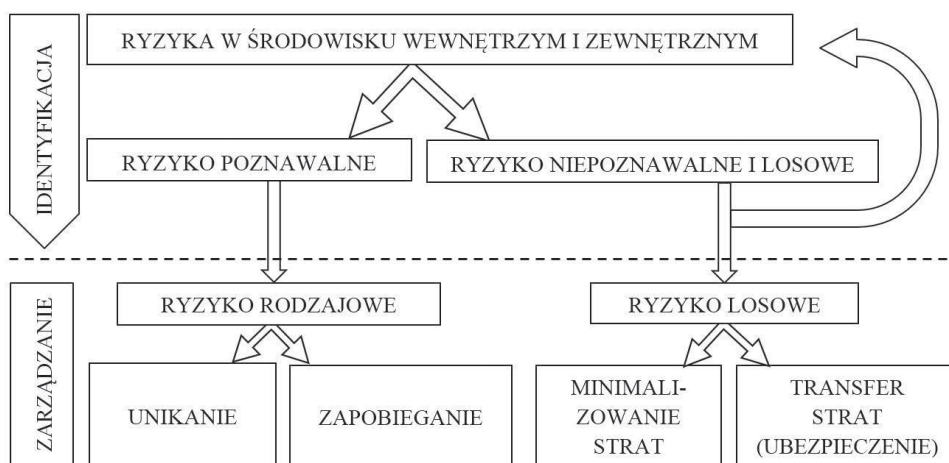 IDENTYFIKACJA
RYZYKA W ŚRODOWISKU WEWNĘTRZYM I ZEWNĘTRZNYM
RYZYKO POZNAWALNE
RYZYKO NIEPOZNAWALNE I LOSOWE
ZARZĄDZANIE
RYZYKO RODZAJOWE
RYZYKO LOSOWE
UNIKANIE
ZAPOBIEGANIE
MINIMALI-
ZOWANIE
STRAT
TRANSFER
STRAT
(UBEZPIECZENIE)